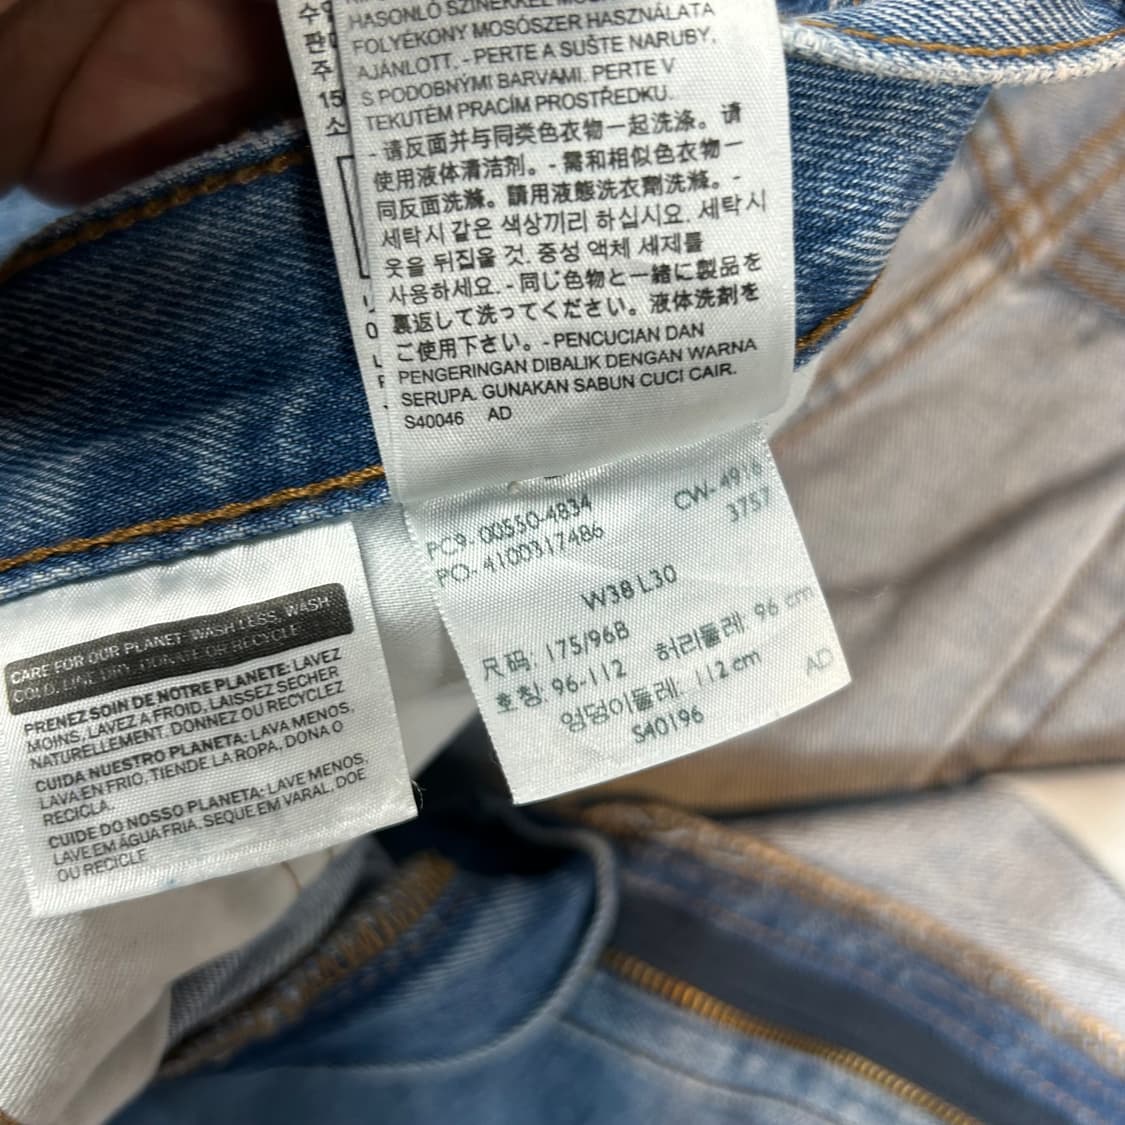 HASONLÓ SZÍNEKKEL
FOLYÉKONY MOSÓSZER HASZNÁLATA
AJÁNLOTT. - PERTE A SUŠTE NARUBY,
S PODOBNÝMI BARVAMI. PERTE V
TEKUTÉM PRACÍM PROSTŘEDKU.
- 请反面并与同类色衣物一起洗涤。请
使用液体清洁剂。- 需和相似色衣物一
同反面洗滌。請用液態洗衣劑洗滌。-
세탁시 같은 색상끼리 하십시요. 세탁시
옷을 뒤집을 것. 중성 액체 세제를
사용하세요. - 同じ色物と一緒に製品を
裏返して洗ってください。液体洗剤を
ご使用下さい。- PENCUCIAN DAN
PENGERINGAN DIBALIK DENGAN WARNA
SERUPA. GUNAKAN SABUN CUCI CAIR.
S40046 AD
PC9- 00550-4834 CW- 4916
PO- 4100317486 3757
W38 L30
尺码: 175/96B 허리둘레: 96 cm
호칭: 96-112
엉덩이둘레: 112 cm AD
S40196
CARE FOR OUR PLANET: WASH LESS, WASH
COLD, LINE DRY, DONATE OR RECYCLE.
PRENEZ SOIN DE NOTRE PLANETE: LAVEZ
MOINS, LAVEZ A FROID, LAISSEZ SECHER
NATURELLEMENT, DONNEZ OU RECYCLEZ
CUIDA NUESTRO PLANETA: LAVA MENOS,
LAVA EN FRIO, TIENDE LA ROPA, DONA O
RECICLA.
CUIDE DO NOSSO PLANETA: LAVE MENOS,
LAVE EM ÁGUA FRIA, SEQUE EM VARAL, DOE
OU RECICLE